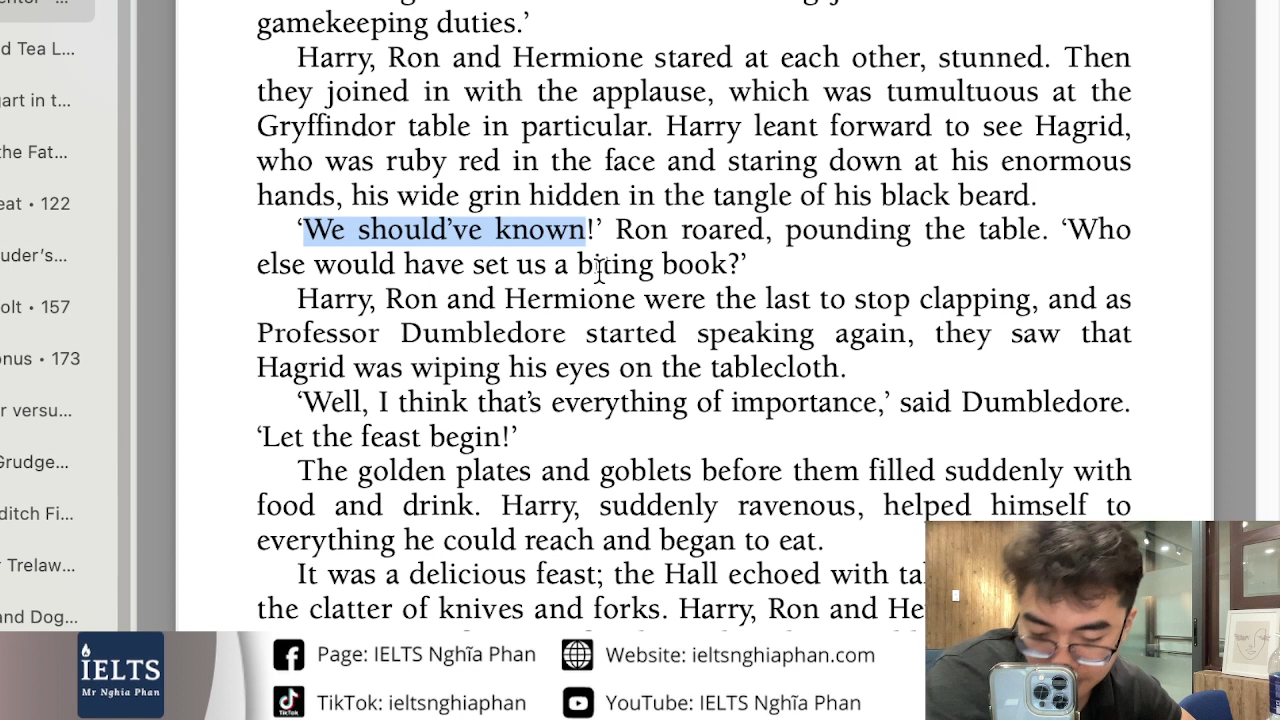 d Tea L...
art in t...
the Fat...
eat • 122
uder's...
olt • 157
onus • 173
r versu...
Grudge...
ditch Fi...
r Trelaw...
and Dog...
gamekeeping duties.’
Harry, Ron and Hermione stared at each other, stunned. Then
they joined in with the applause, which was tumultuous at the
Gryffindor table in particular. Harry leant forward to see Hagrid,
who was ruby red in the face and staring down at his enormous
hands, his wide grin hidden in the tangle of his black beard.
‘We should’ve known!’ Ron roared, pounding the table. ‘Who
else would have set us a biting book?’
Harry, Ron and Hermione were the last to stop clapping, and as
Professor Dumbledore started speaking again, they saw that
Hagrid was wiping his eyes on the tablecloth.
‘Well, I think that’s everything of importance,’ said Dumbledore.
‘Let the feast begin!’
The golden plates and goblets before them filled suddenly with
food and drink. Harry, suddenly ravenous, helped himself to
everything he could reach and began to eat.
It was a delicious feast; the Hall echoed with
the clatter of knives and forks. Harry, Ron and
IELTS
Mr Nghia Phan
Page: IELTS Nghĩa Phan
Website: ieltsnghiaphan.com
TikTok
TikTok: ieltsnghiaphan
YouTube: IELTS Nghĩa Phan